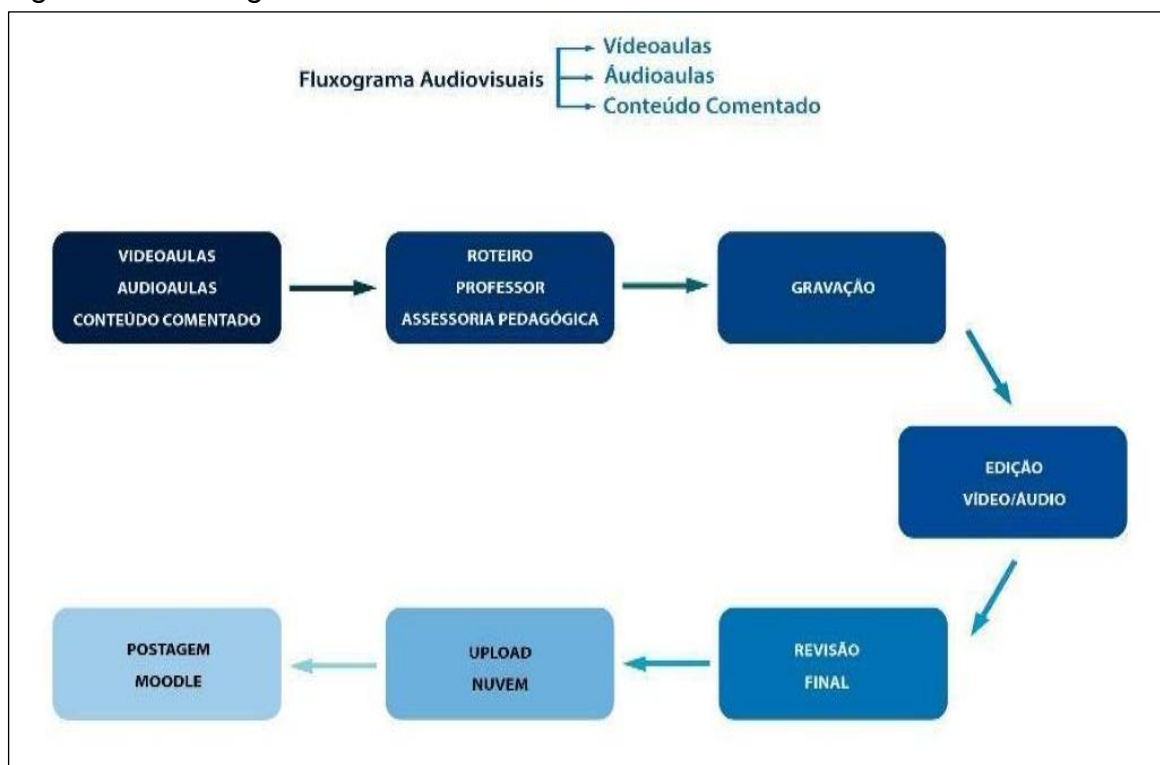 Fluxograma Audiovisuais
Vídeoaulas
Áudioaulas
Conteúdo Comentado
VIDEOAULAS
AUDIOAULAS
CONTEÚDO COMENTADO
ROTEIRO
PROFESSOR
ASSESSORIA PEDAGÓGICA
GRAVAÇÃO
EDIÇÃO
VÍDEO/ÁUDIO
REVISÃO
FINAL
UPLOAD
NUVEM
POSTAGEM
MOODLE